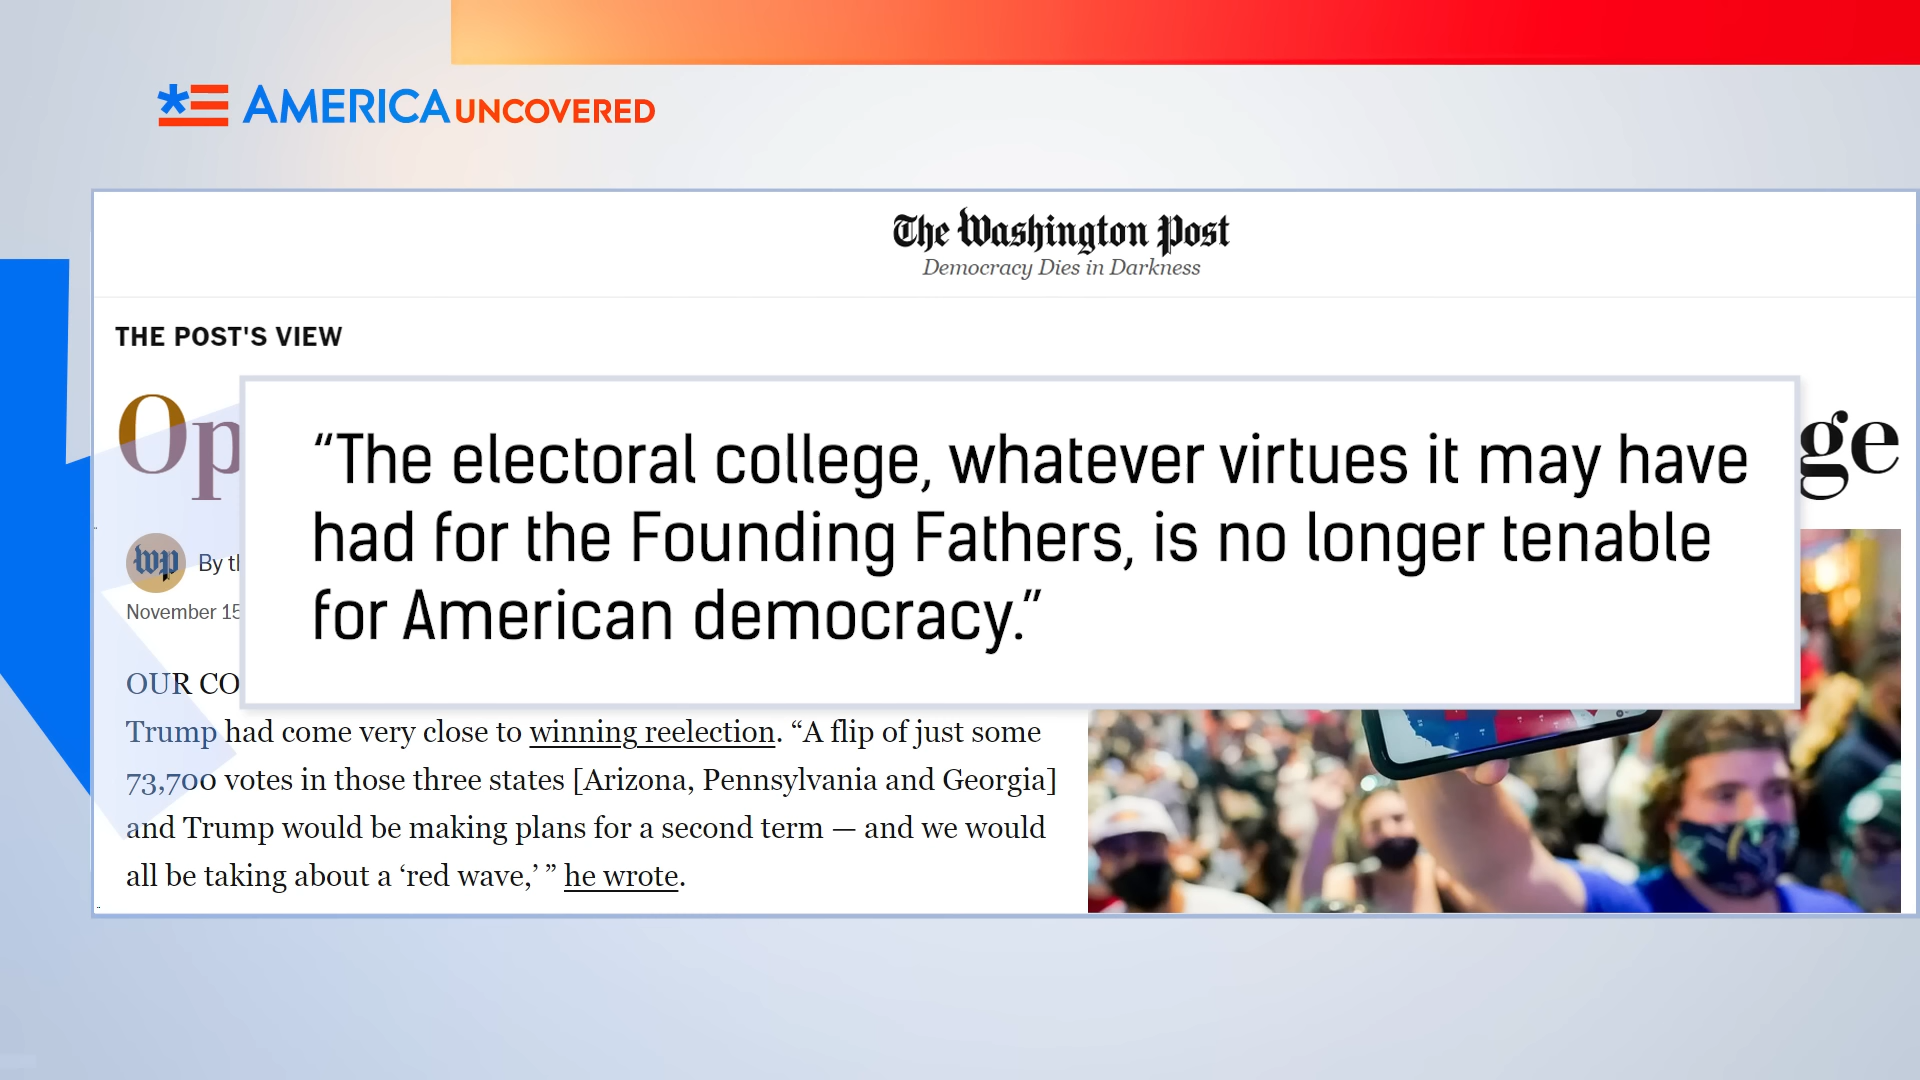 AMERICA UNCOVERED
The Washington Post
Democracy Dies in Darkness
THE POST'S VIEW
“The electoral college, whatever virtues it may have
had for the Founding Fathers, is no longer tenable
for American democracy.”
wp By
November 15
OUR
Trump had come very close to winning reelection. “A flip of just some
73,700 votes in those three states [Arizona, Pennsylvania and Georgia]
and Trump would be making plans for a second term — and we would
all be taking about a ‘red wave,’ ” he wrote.